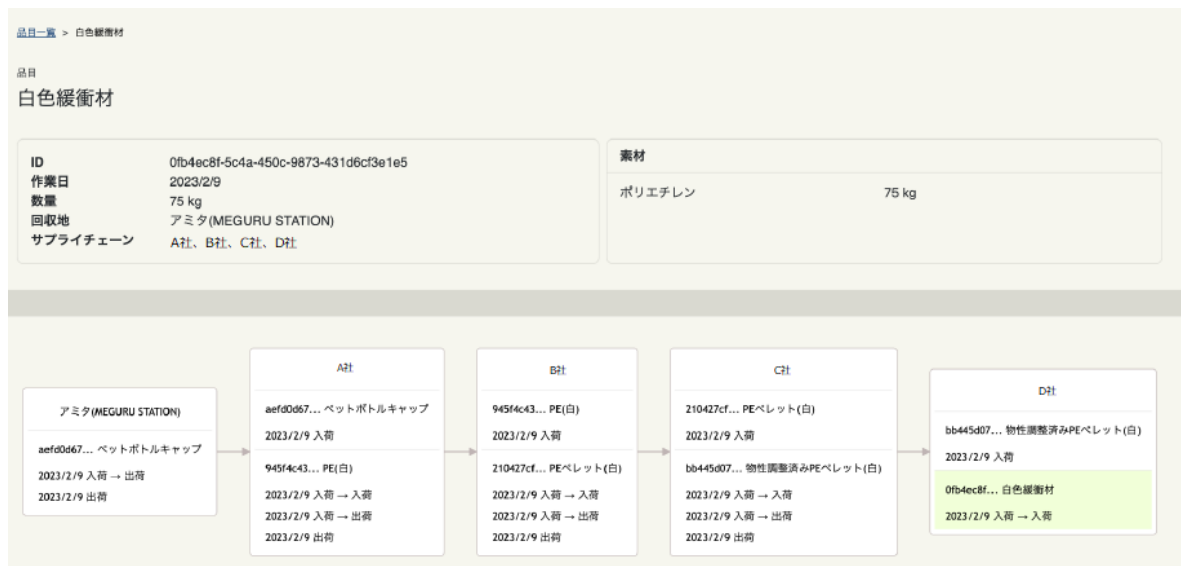 品目一覧 > 白色緩衝材
品目
白色緩衝材
ID 0fb4ec8f-5c4a-450c-9873-431d6cf3e1e5
作業日 2023/2/9
数量 75 kg
回収地 アミタ(MEGURU STATION)
サプライチェーン A社、B社、C社、D社
素材
ポリエチレン 75 kg
アミタ(MEGURU STATION)
aefd0d67... ペットボトルキャップ
2023/2/9 入荷 → 出荷
2023/2/9 出荷
A社
aefd0d67... ペットボトルキャップ
2023/2/9 入荷
945f4c43... PE(白)
2023/2/9 入荷 → 入荷
2023/2/9 入荷 → 出荷
2023/2/9 出荷
B社
945f4c43... PE(白)
2023/2/9 入荷
210427cf... PEペレット(白)
2023/2/9 入荷 → 入荷
2023/2/9 入荷 → 出荷
2023/2/9 出荷
C社
210427cf... PEペレット(白)
2023/2/9 入荷
bb445d07... 物性調整済みPEペレット(白)
2023/2/9 入荷 → 入荷
2023/2/9 入荷 → 出荷
2023/2/9 出荷
D社
bb445d07... 物性調整済みPEペレット(白)
2023/2/9 入荷
0fb4ec8f... 白色緩衝材
2023/2/9 入荷 → 入荷